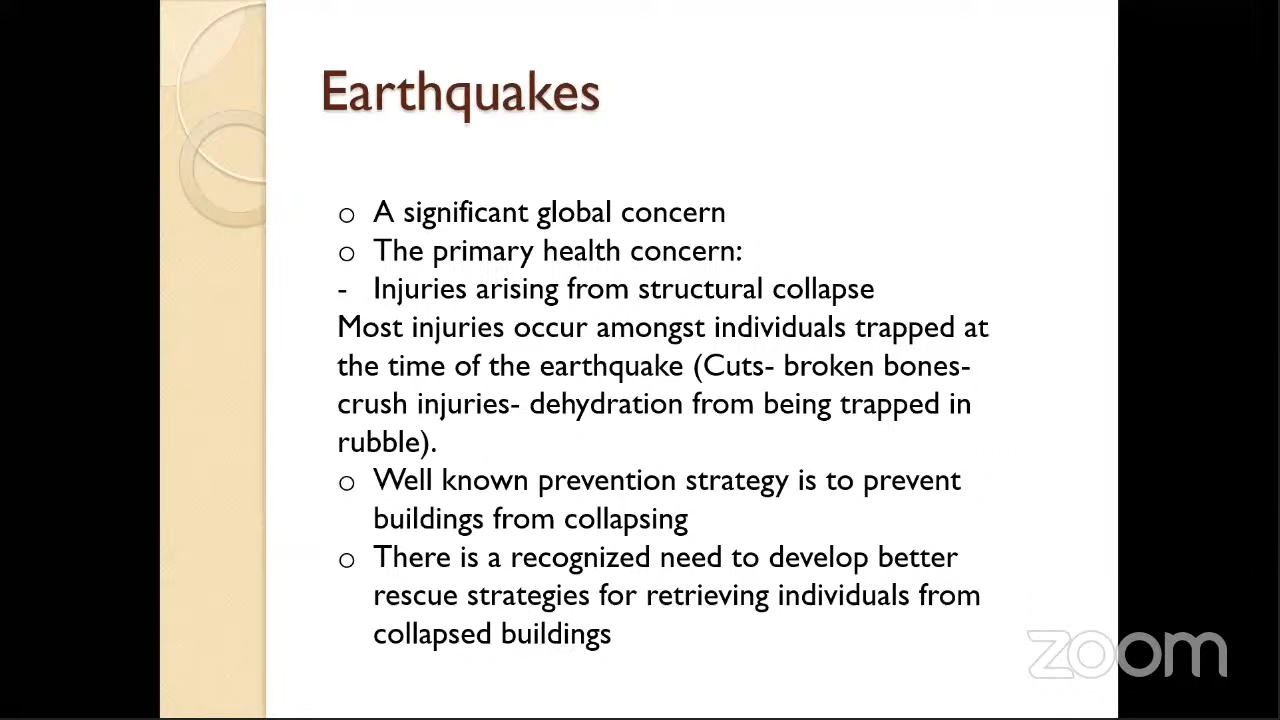 Earthquakes
o A significant global concern
o The primary health concern:
- Injuries arising from structural collapse
Most injuries occur amongst individuals trapped at
the time of the earthquake (Cuts- broken bones-
crush injuries- dehydration from being trapped in
rubble).
o Well known prevention strategy is to prevent
buildings from collapsing
o There is a recognized need to develop better
rescue strategies for retrieving individuals from
collapsed buildings
zoom